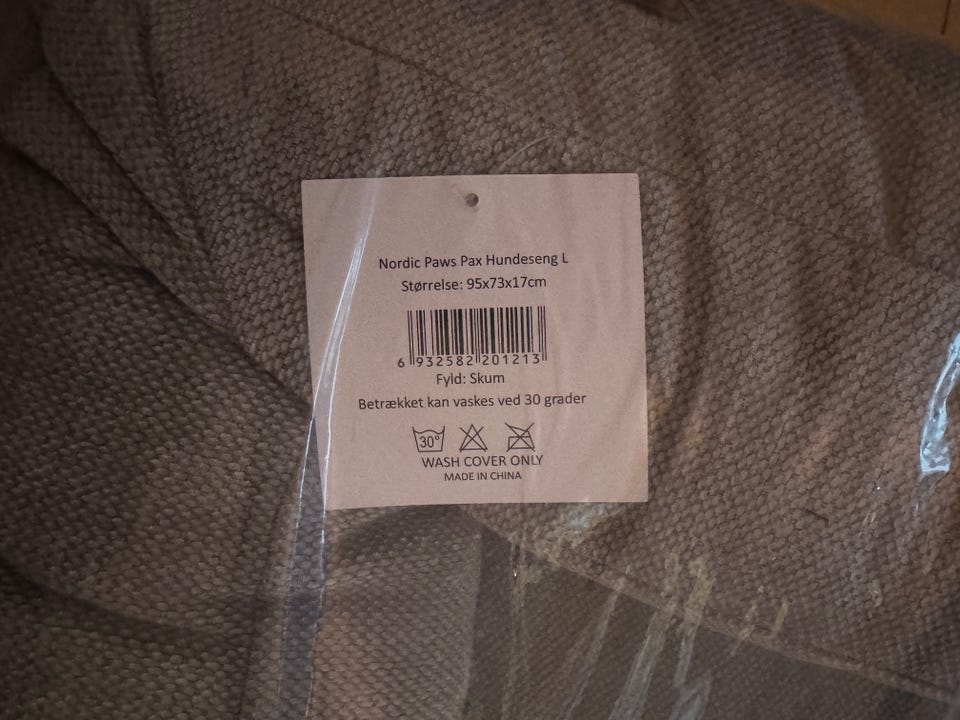 Nordic Paws Pax Hundeseng L
Størrelse: 95x73x17cm
6 932582 201213
Fyld: Skum
Betrækket kan vaskes ved 30 grader
30°
WASH COVER ONLY
MADE IN CHINA